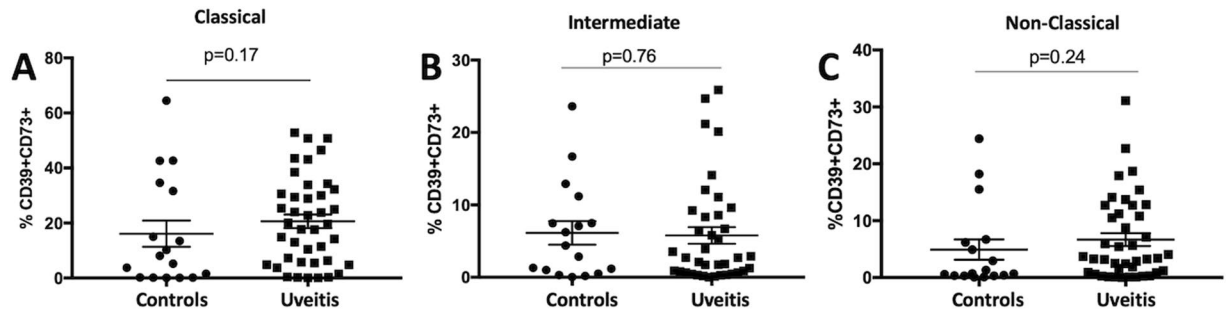 Classical
A
% CD39+CD73+
80
60
40
20
0
p=0.17
Controls Uveitis
Intermediate
B
% CD39+CD73+
30
20
10
0
p=0.76
Controls Uveitis
Non-Classical
C
%CD39+CD73+
40
30
20
10
0
p=0.24
Controls Uveitis